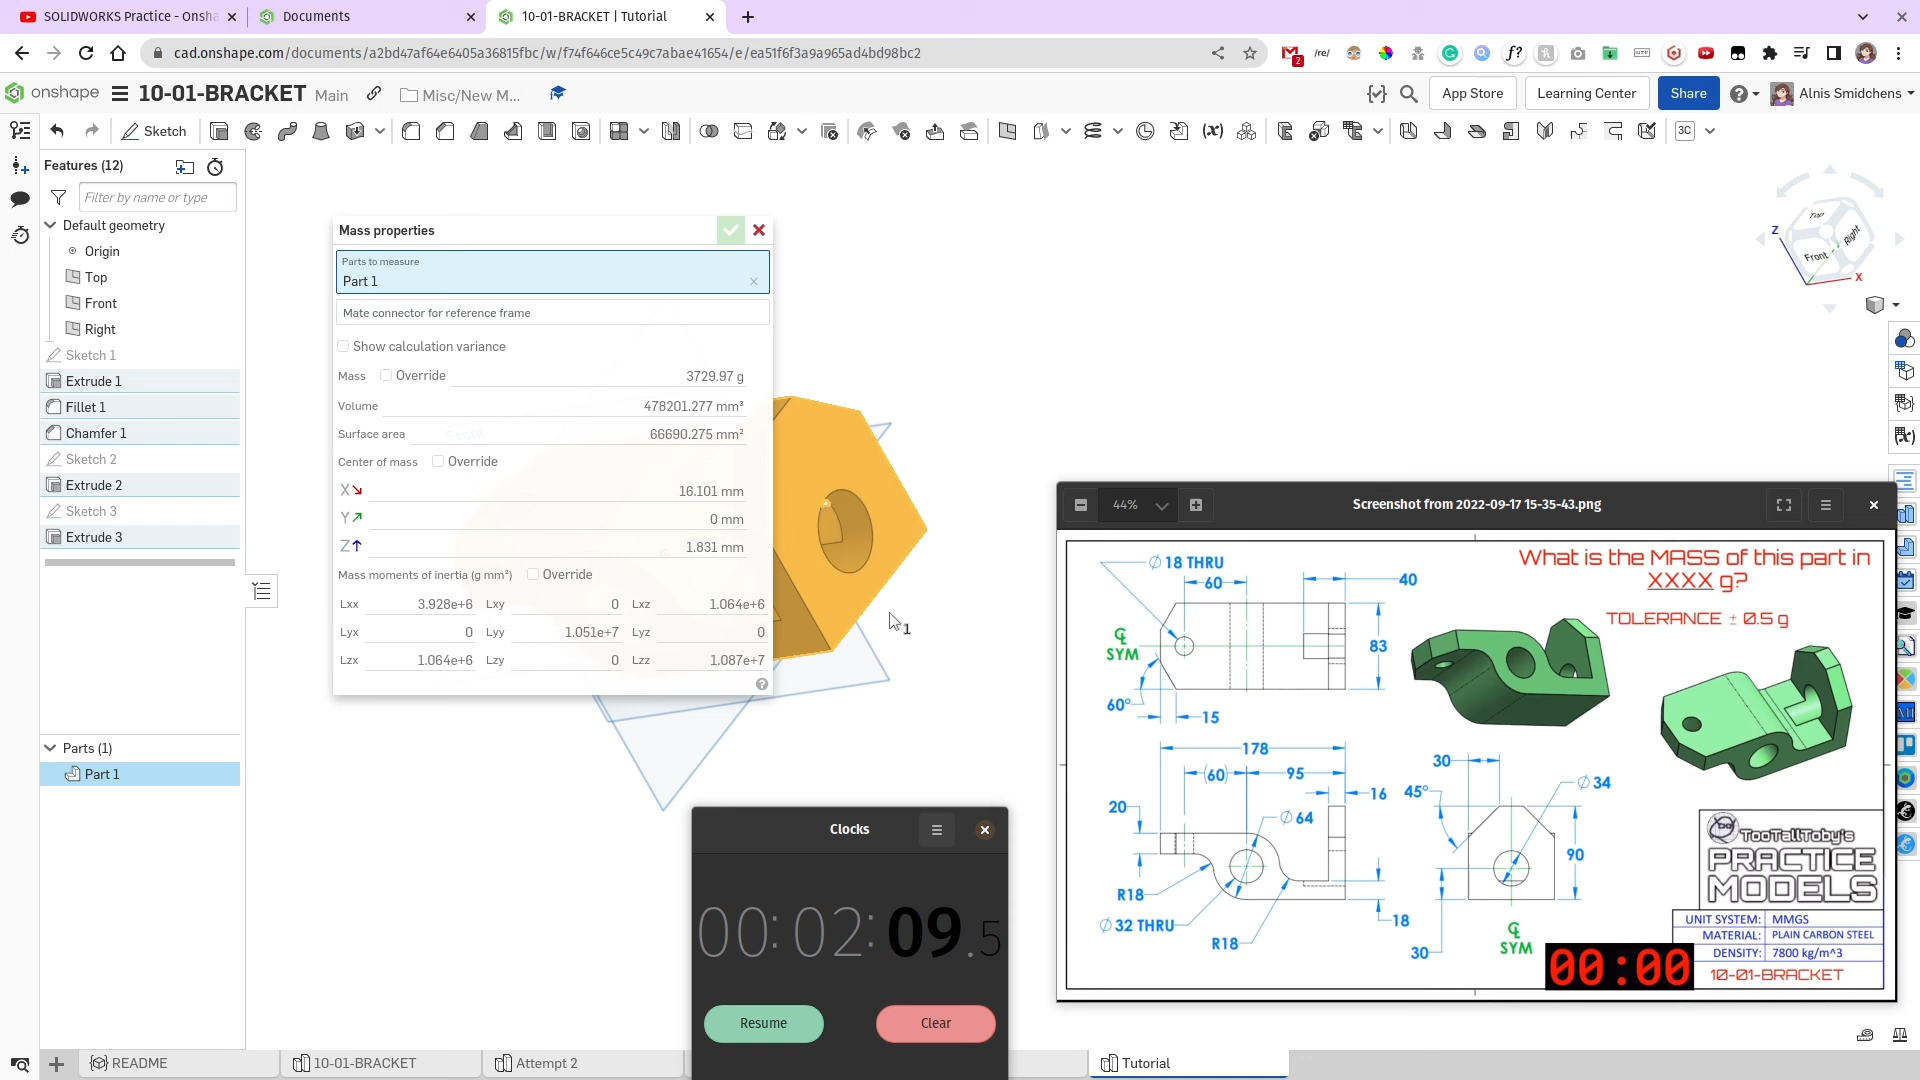 SOLIDWORKS Practice - Onsha
Documents
10-01-BRACKET | Tutorial
cad.onshape.com/documents/a2bd47af64e6405a36815fbc/w/f74f646ce5c49c7abae41654/e/ea51f6f3a9a965ad4bd98bc2
2
/re/
f?
onshape
10-01-BRACKET
Main
Misc/New M...
App Store
Learning Center
Share
Alnis Smidchens
Sketch
(x)
3C
Features (12)
Filter by name or type
Default geometry
Origin
Top
Front
Right
Sketch 1
Extrude 1
Fillet 1
Chamfer 1
Sketch 2
Extrude 2
Sketch 3
Extrude 3
Parts (1)
Part 1
Mass properties
Parts to measure
Part 1
Mate connector for reference frame
Show calculation variance
Mass Override 3729.97 g
Volume 478201.277 mm³
Surface area 66690.275 mm²
Center of mass Override
X 16.101 mm
Y 0 mm
Z 1.831 mm
Mass moments of inertia (g mm²) Override
Lxx 3.928e+6 Lxy 0 Lxz 1.064e+6
Lyx 0 Lyy 1.051e+7 Lyz 0
Lzx 1.064e+6 Lzy 0 Lzz 1.087e+7
1
Top
Front
Right
Z
X
Clocks
00:02:09.5
Resume
Clear
44%
Screenshot from 2022-09-17 15-35-43.png
What is the MASS of this part in
XXXX g?
TOLERANCE ± 0.5 g
Ø 18 THRU
60
40
℄
SYM
83
60°
15
178
(60)
95
16
20
Ø 64
R18
Ø 32 THRU
R18
18
30
45°
Ø 34
90
30
℄
SYM
TooTallToby's
PRACTICE
MODELS
UNIT SYSTEM: MMGS
MATERIAL: PLAIN CARBON STEEL
DENSITY: 7800 kg/m^3
10-01-BRACKET
00:00
README
10-01-BRACKET
Attempt 2
Tutorial